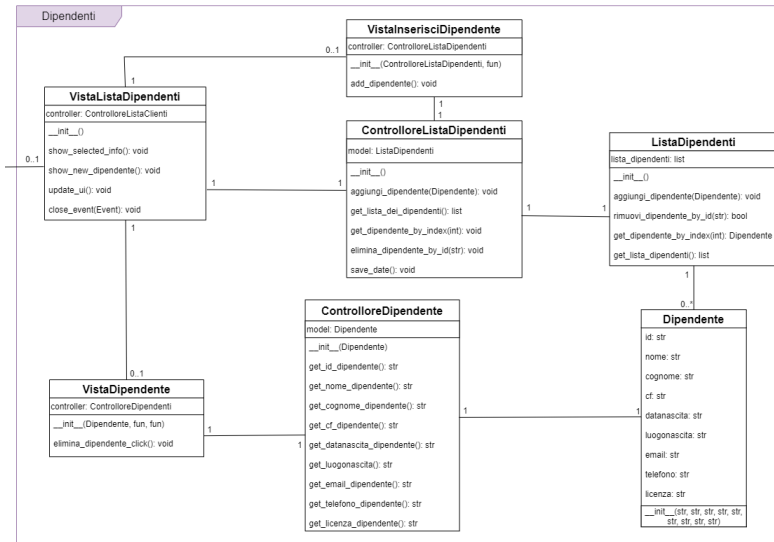 Dipendenti
VistaInserisciDipendente
controller: ControlloreListaDipendenti
__init__(ControlloreListaDipendenti, fun)
add_dipendente(): void
0..1
1
1
1
VistaListaDipendenti
controller: ControlloreListaClienti
__init__()
show_selected_info(): void
show_new_dipendente(): void
update_ui(): void
close_event(Event): void
0..1
1
1
1
ControlloreListaDipendenti
model: ListaDipendenti
__init__()
aggiungi_dipendente(Dipendente): void
get_lista_dei_dipendenti(): list
get_dipendente_by_index(int): void
elimina_dipendente_by_id(str): void
save_date(): void
1
1
ListaDipendenti
lista_dipendenti: list
__init__()
aggiungi_dipendente(Dipendente): void
rimuovi_dipendente_by_id(str): bool
get_dipendente_by_index(int): Dipendente
get_lista_dipendenti(): list
1
0..*
0..1
VistaDipendente
controller: ControlloreDipendenti
__init__(Dipendente, fun, fun)
elimina_dipendente_click(): void
1
1
ControlloreDipendente
model: Dipendente
__init__(Dipendente)
get_id_dipendente(): str
get_nome_dipendente(): str
get_cognome_dipendente(): str
get_cf_dipendente(): str
get_datanascita_dipendente(): str
get_luogonascita(): str
get_email_dipendente(): str
get_telefono_dipendente(): str
get_licenza_dipendente(): str
1
1
Dipendente
id: str
nome: str
cognome: str
cf: str
datanascita: str
luogonascita: str
email: str
telefono: str
licenza: str
__init__(str, str, str, str, str,
str, str, str, str)